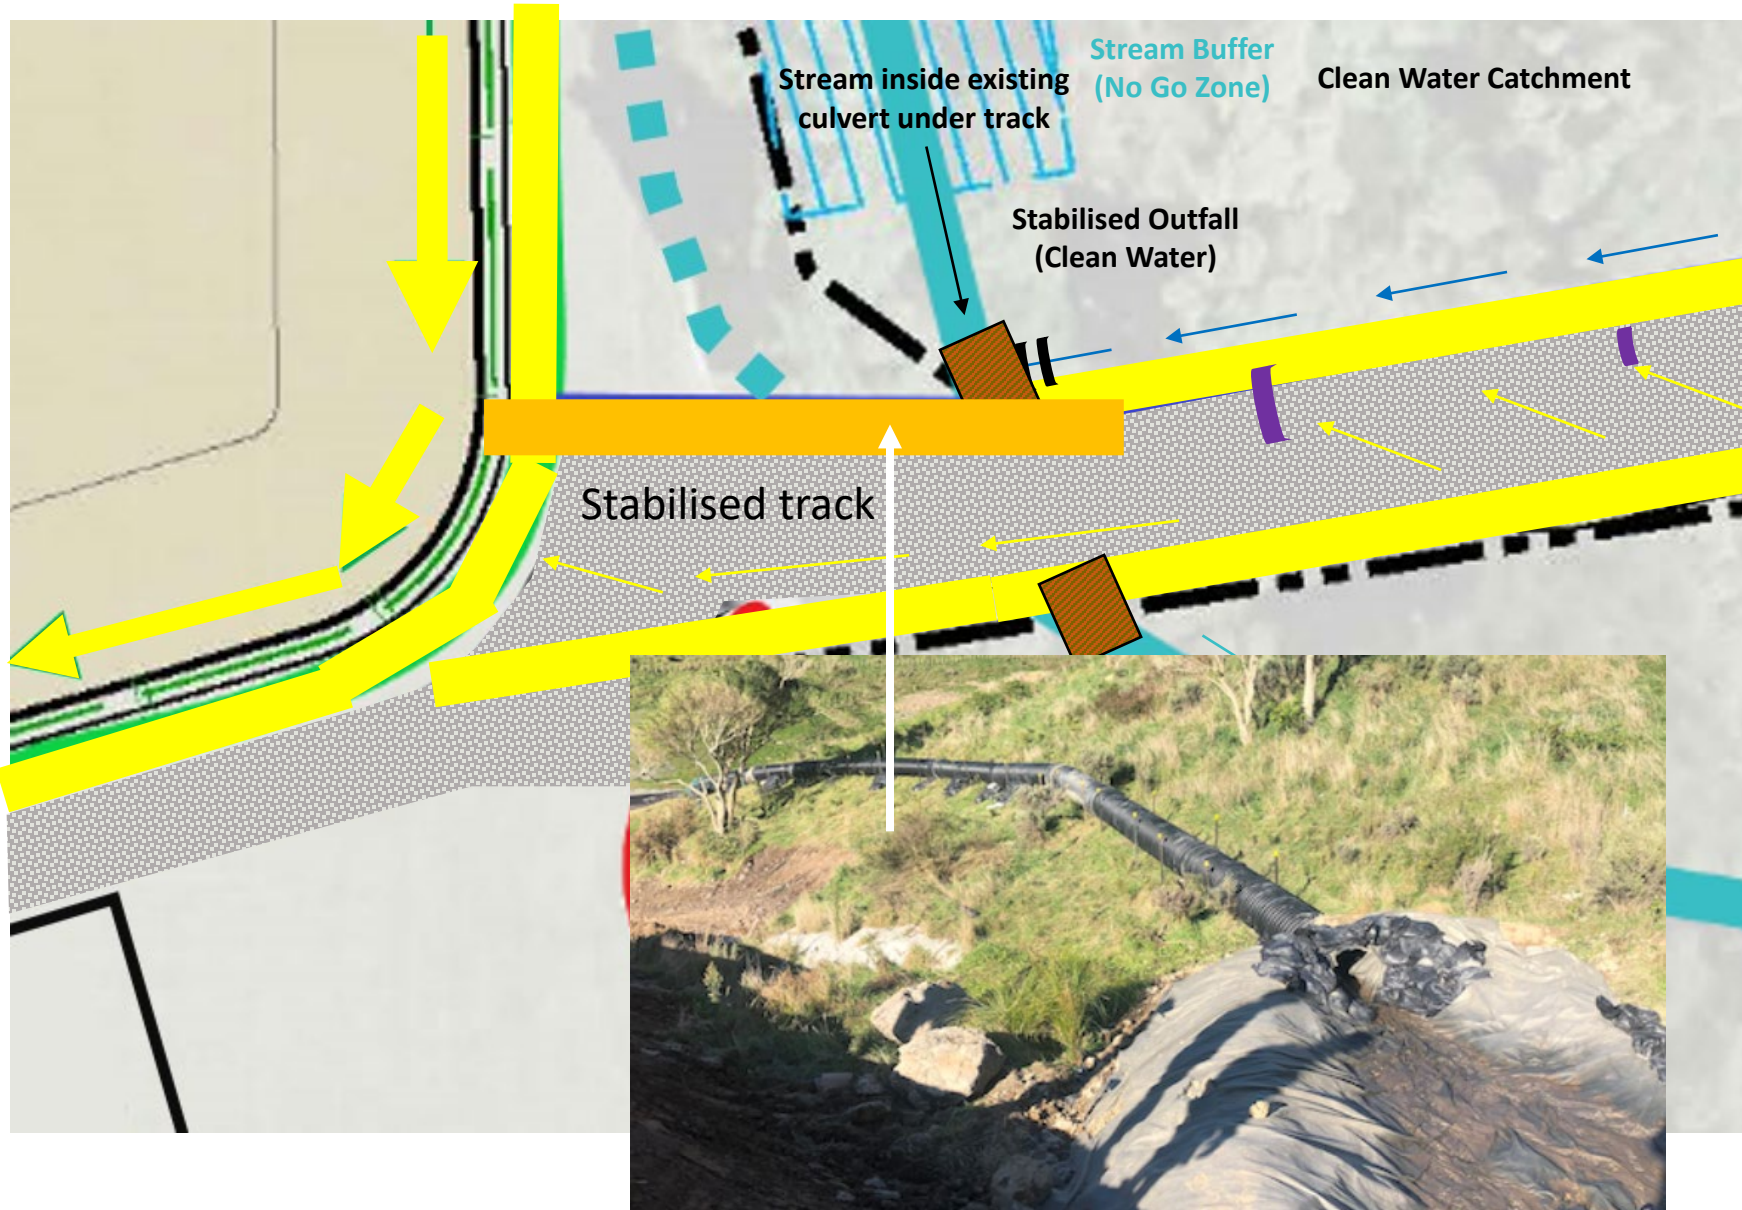 Stream Buffer
(No Go Zone)
Clean Water Catchment
Stream inside existing
culvert under track
Stabilised Outfall
(Clean Water)
Stabilised track